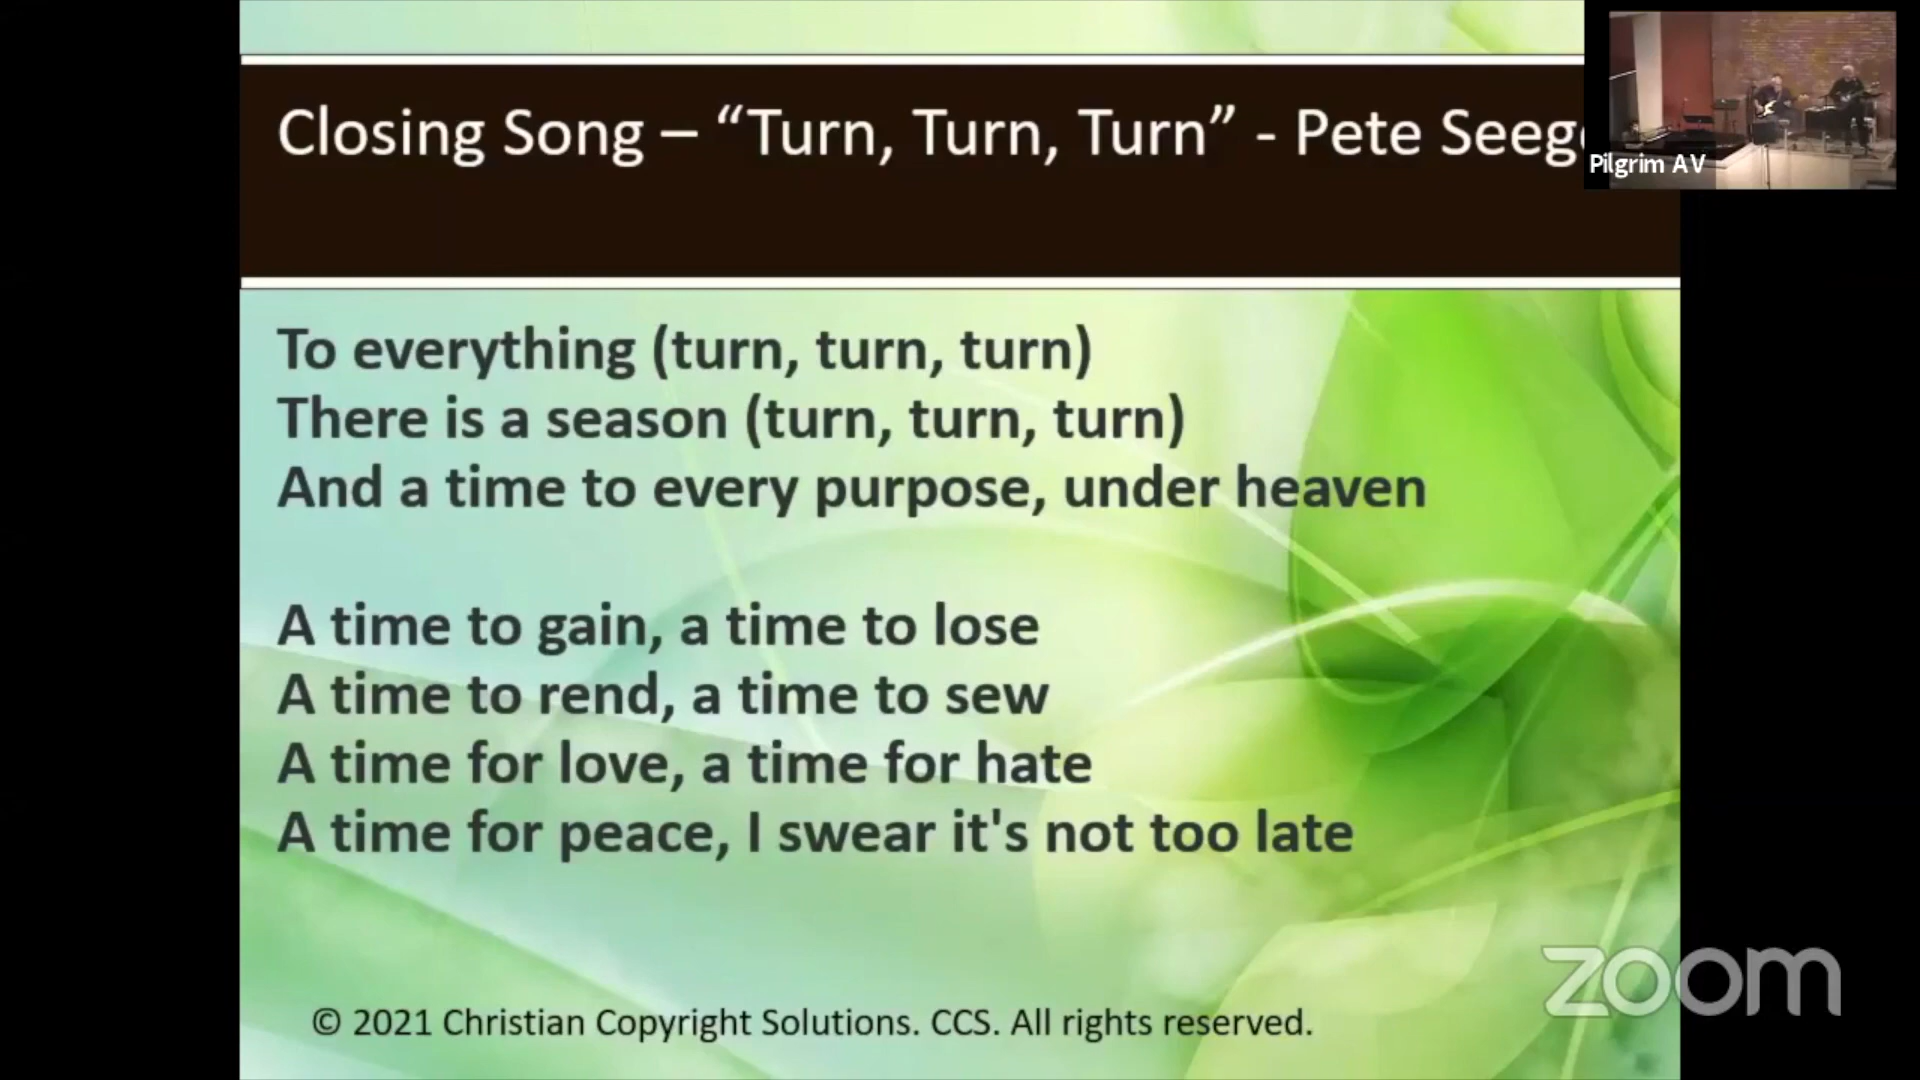 Closing Song – “Turn, Turn, Turn” - Pete Seeg
Pilgrim AV
To everything (turn, turn, turn)
There is a season (turn, turn, turn)
And a time to every purpose, under heaven
A time to gain, a time to lose
A time to rend, a time to sew
A time for love, a time for hate
A time for peace, I swear it's not too late
zoom
© 2021 Christian Copyright Solutions. CCS. All rights reserved.